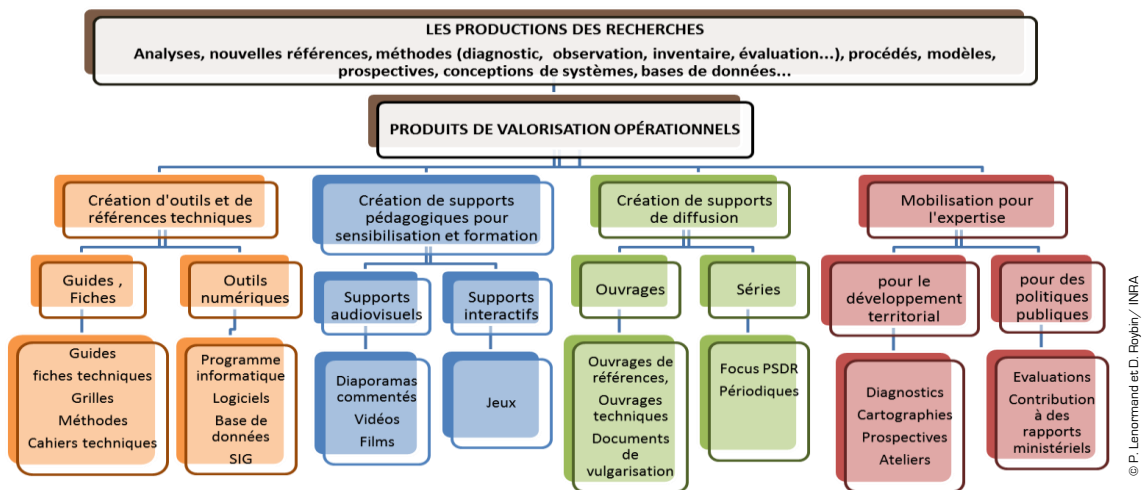 LES PRODUCTIONS DES RECHERCHES
Analyses, nouvelles références, méthodes (diagnostic, observation, inventaire, évaluation...), procédés, modèles,
prospectives, conceptions de systèmes, bases de données...
PRODUITS DE VALORISATION OPÉRATIONNELS
Création d'outils et de
références techniques
Guides ,
Fiches
Guides
fiches techniques
Grilles
Méthodes
Cahiers techniques
Outils
numériques
Programme
informatique
Logiciels
Base de
données
SIG
Création de supports
pédagogiques pour
sensibilisation et formation
Supports
audiovisuels
Diaporamas
commentés
Vidéos
Films
Supports
interactifs
Jeux
Création de supports
de diffusion
Ouvrages
Ouvrages de
références,
Ouvrages
techniques
Documents
de
vulgarisation
Séries
Focus PSDR
Périodiques
Mobilisation pour
l'expertise
pour le
développement
territorial
Diagnostics
Cartographies
Prospectives
Ateliers
pour des
politiques
publiques
Evaluations
Contribution
à des
rapports
ministériels
© P. Lenormand et D. Roybin/ INRA